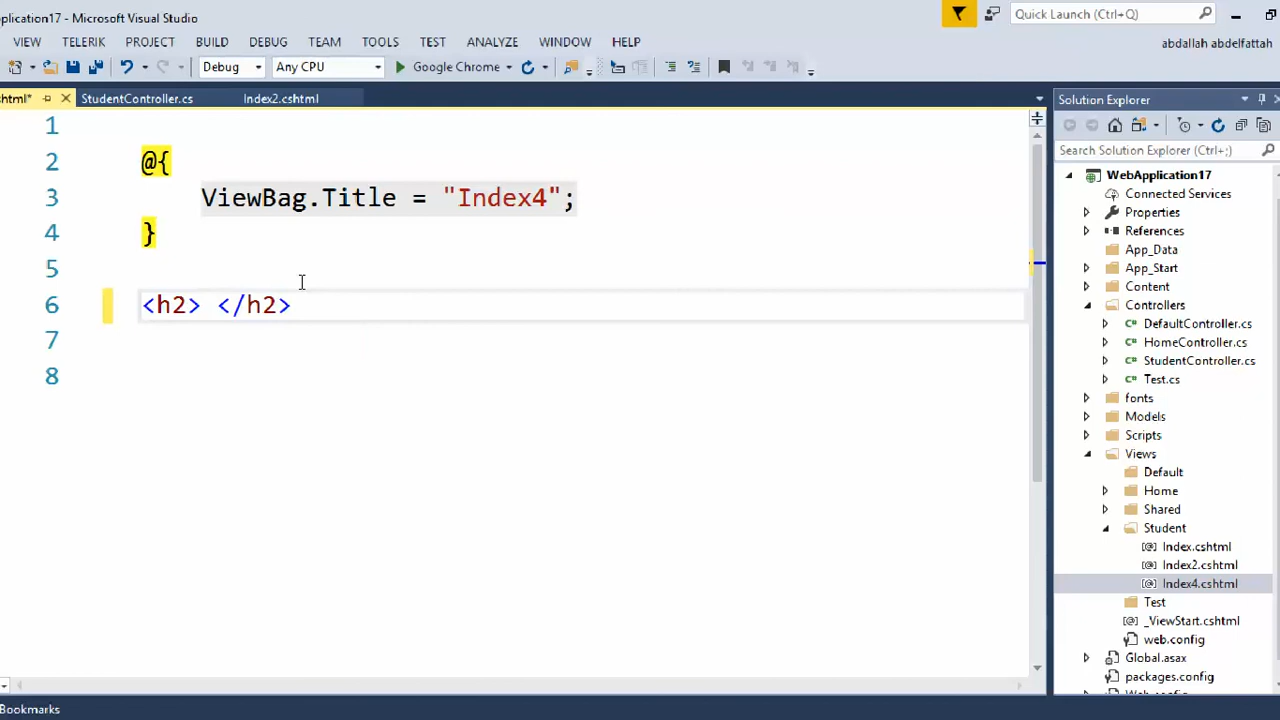 pplication17 - Microsoft Visual Studio
Quick Launch (Ctrl+Q)
VIEW TELERIK PROJECT BUILD DEBUG TEAM TOOLS TEST ANALYZE WINDOW HELP
abdallah abdelfattah
Debug Any CPU Google Chrome
html* StudentController.cs Index2.cshtml
Solution Explorer
Search Solution Explorer (Ctrl+;)
1
2 @{
3 ViewBag.Title = "Index4";
4 }
5
6 <h2> </h2>
7
8
WebApplication17
Connected Services
Properties
References
App_Data
App_Start
Content
Controllers
C# DefaultController.cs
C# HomeController.cs
C# StudentController.cs
C# Test.cs
fonts
Models
Scripts
Views
Default
Home
Shared
Student
[@] Index.cshtml
[@] Index2.cshtml
[@] Index4.cshtml
Test
[@] _ViewStart.cshtml
web.config
Global.asax
packages.config
Bookmarks